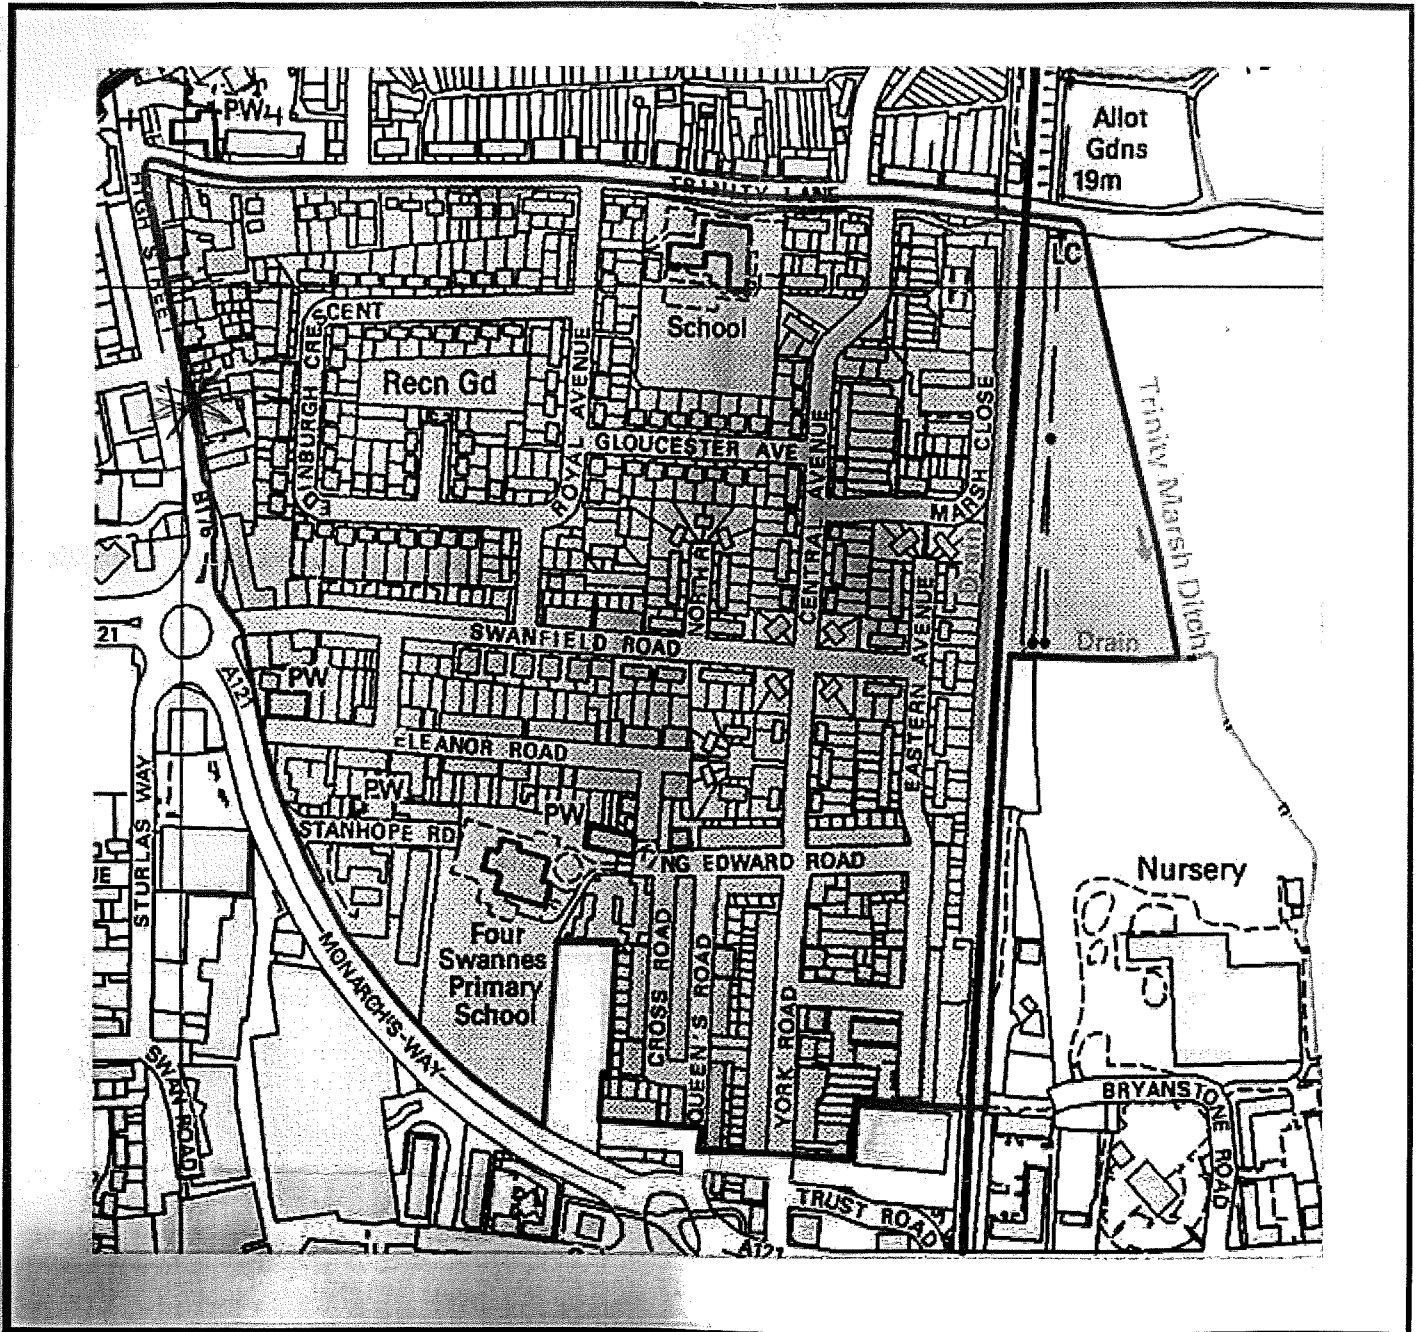 PW
Allot
Gdns
19m
TRINITY LANE
HIGH STREET
LC
EDINBURGH CRESCENT
School
Recn Gd
ROYAL AVENUE
GLOUCESTER AVE
CENTRAL AVENUE
MARSH CLOSE
Trinity Marsh Ditch
B176
NORTH R
Drain
Drain
21
SWANFIELD ROAD
A121
PW
EASTERN AVENUE
ELEANOR ROAD
STURLAS WAY
PW
PW
STANHOPE RD
NG EDWARD ROAD
Nursery
Four
Swannes
Primary
School
MONARCH'S WAY
CROSS ROAD
QUEEN'S ROAD
YORK ROAD
SWAN ROAD
BRYANSTONE ROAD
TRUST ROAD
A121